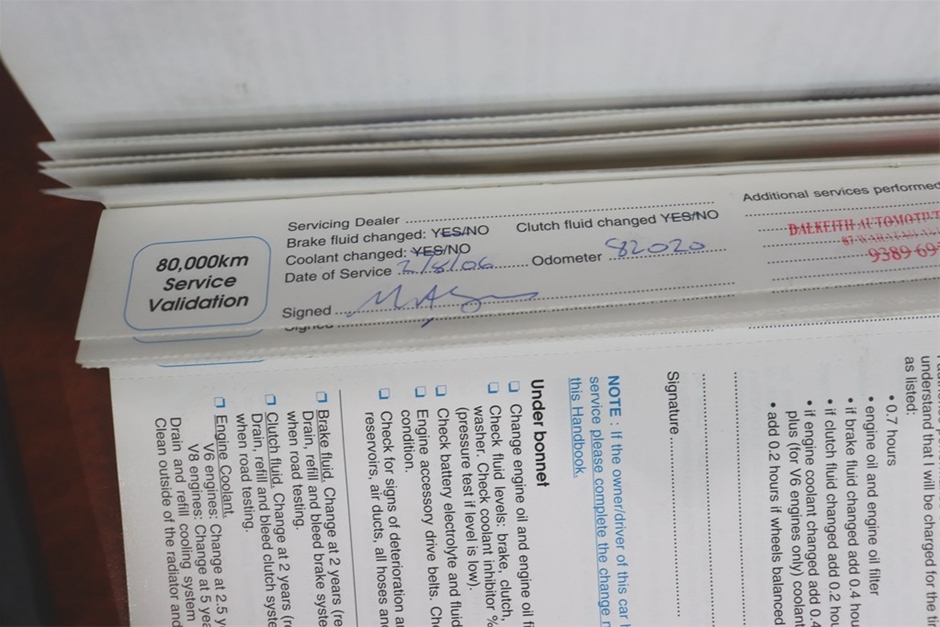 80,000km
Service
Validation
Servicing Dealer
Brake fluid changed: YES/NO Clutch fluid changed YES/NO
Coolant changed: YES/NO
Date of Service 2/8/06 Odometer 82020
Signed
Signed
Additional services performed
DALKEITH AUTOMOTIVE
9389 69
understand that I will be charged for the
as listed:
• 0.7 hours
• engine oil and engine oil filter
• if brake fluid changed add 0.4 hou
• if clutch fluid changed add 0.2 hou
• if engine coolant changed add 0.4
plus (for V6 engines only) coolant
• add 0.2 hours if wheels balanced
Signature
NOTE : If the owner/driver of this car
service please complete the change
this Handbook.
Under bonnet
Change engine oil and engine oil fi
Check fluid levels: brake, clutch,
washer. Check coolant inhibitor %
(pressure test if level is low).
Check battery electrolyte and fluid
Engine accessory drive belts. Che
condition.
Check for signs of deterioration a
reservoirs, air ducts, all hoses and
Brake fluid. Change at 2 years (re
Drain, refill and bleed brake syste
when road testing.
Clutch fluid. Change at 2 years (r
Drain, refill and bleed clutch syste
when road testing.
Engine Coolant.
V6 engines: Change at 2.5 y
V8 engines: Change at 5 yea
Drain and refill cooling system
Clean outside of the radiator and